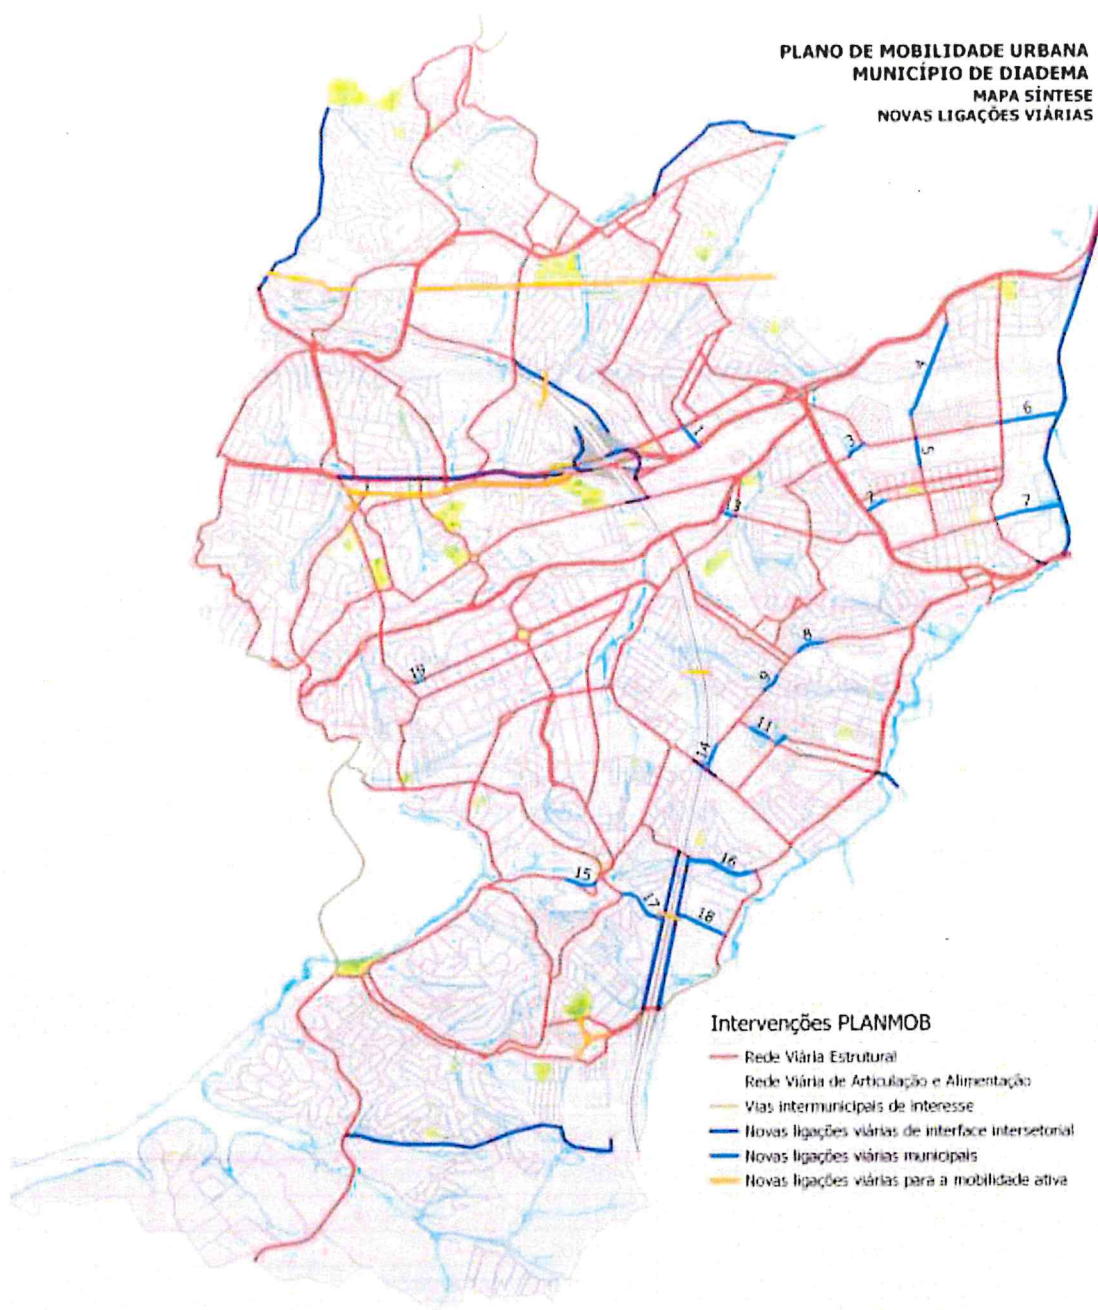 PLANO DE MOBILIDADE URBANA
MUNICÍPIO DE DIADEMA
MAPA SÍNTESE
NOVAS LIGAÇÕES VIÁRIAS
1
4
6
3
5
2
7
13
8
19
9
11
14
16
15
17
18
Intervenções PLANMOB
Rede Viária Estrutural
Rede Viária de Articulação e Alimentação
Vias intermunicipais de interesse
Novas ligações viárias de interface intersetorial
Novas ligações viárias municipais
Novas ligações viárias para a mobilidade ativa